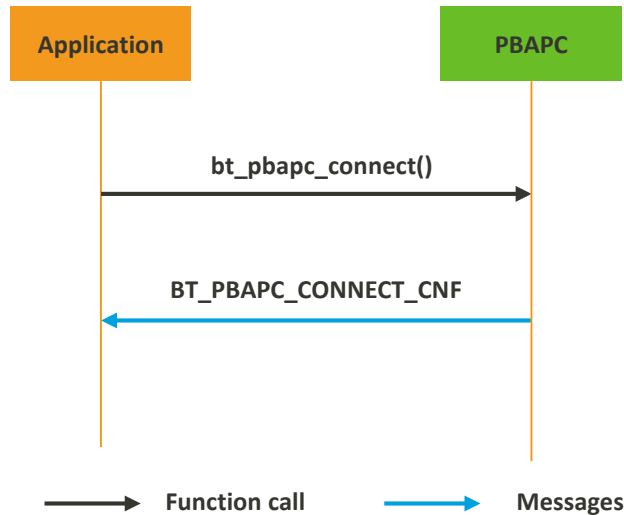 Application
PBAPC
bt_pbapc_connect()
BT_PBAPC_CONNECT_CNF
Function call
Messages